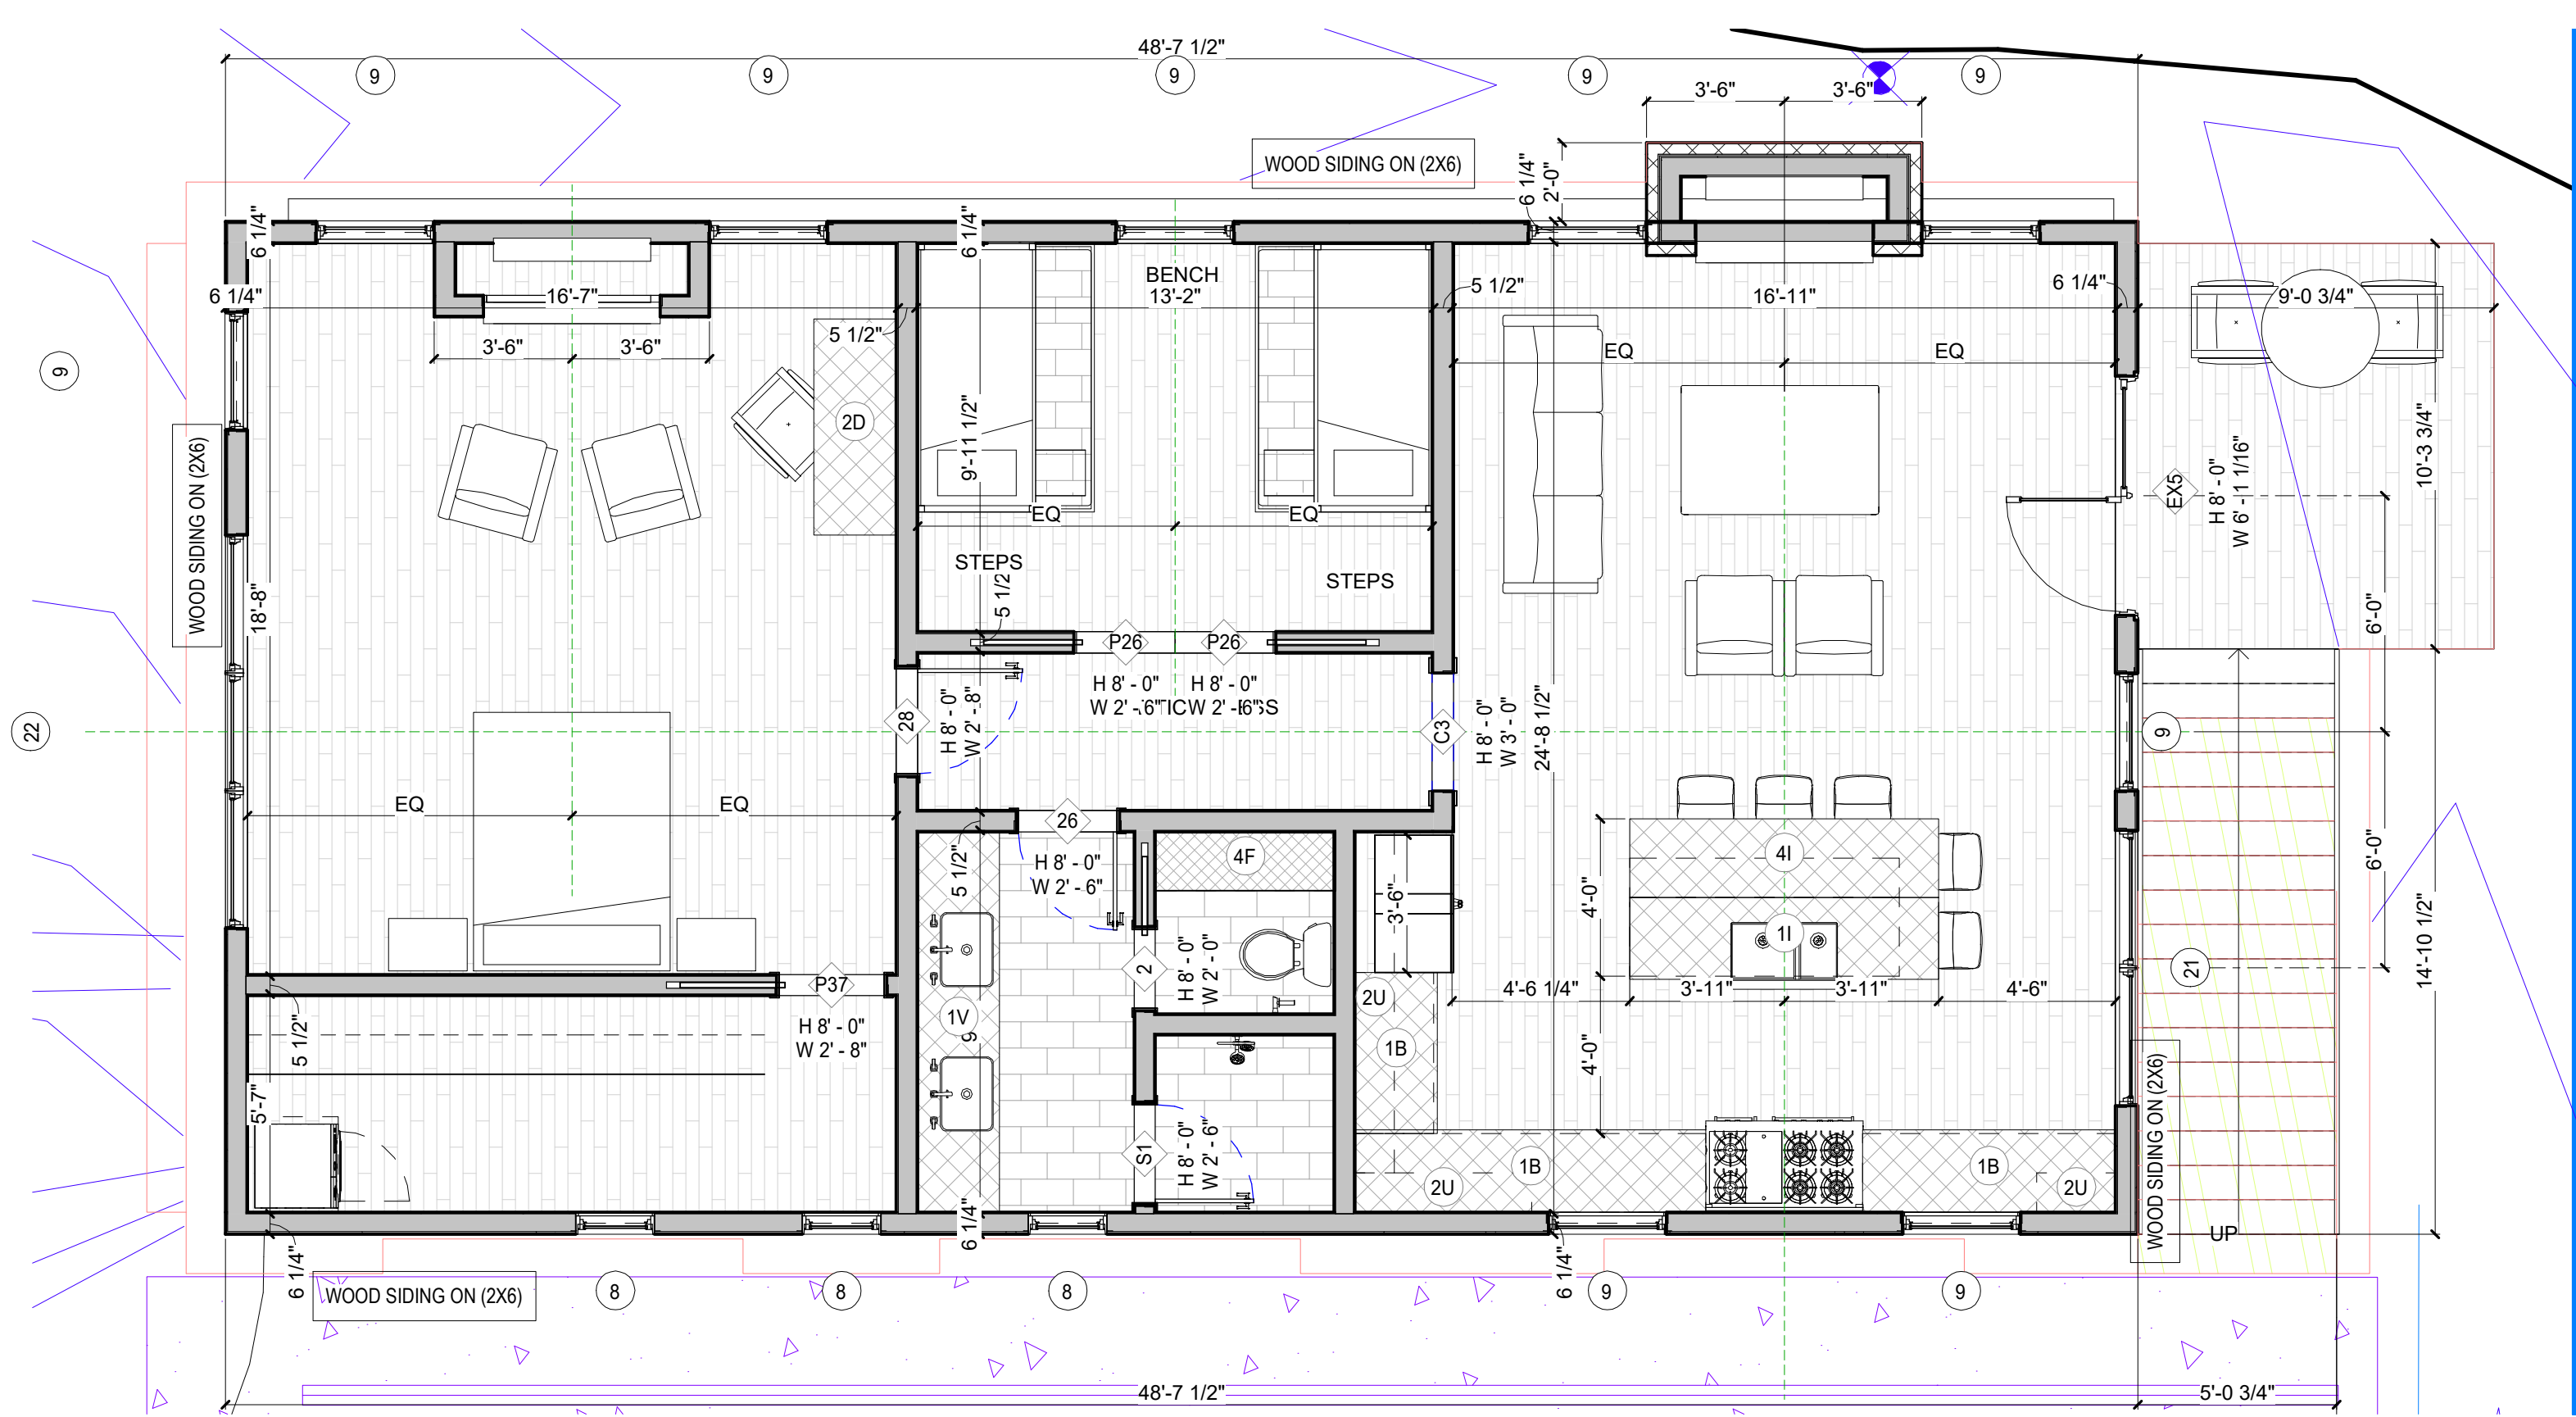 48'-7 1/2"
9
9
9
9
9
3'-6"
3'-6"
WOOD SIDING ON (2X6)
6 1/4"
2'-0"
6 1/4"
6 1/4"
BENCH
6 1/4"
16'-7"
13'-2"
5 1/2"
16'-11"
6 1/4"
9'-0 3/4"
5 1/2"
3'-6"
3'-6"
EQ
EQ
9
2D
9'-11 1/2"
10'-3 3/4"
EX5
H 8' - 0"
W 6' - 11 1/16"
WOOD SIDING ON (2X6)
EQ
EQ
STEPS
STEPS
5 1/2"
18'-8"
6'-0"
P26
P26
H 8' - 0"
H 8' - 0"
W 2' - 6"
W 2' - 6"
22
28
H 8' - 0"
W 2' - 8"
C3
H 8' - 0"
W 3' - 0"
24'-8 1/2"
9
EQ
EQ
26
H 8' - 0"
W 2' - 6"
5 1/2"
4F
4I
6'-0"
3'-6"
4'-0"
1I
14'-10 1/2"
P37
H 8' - 0"
W 2' - 8"
2
H 8' - 0"
W 2' - 0"
21
4'-6 1/4"
3'-11"
3'-11"
4'-6"
2U
1V
9
1B
5 1/2"
4'-0"
5'-7"
S1
H 8' - 0"
W 2' - 6"
1B
1B
2U
2U
WOOD SIDING ON (2X6)
UP
6 1/4"
6 1/4"
6 1/4"
WOOD SIDING ON (2X6)
8
8
8
9
9
48'-7 1/2"
5'-0 3/4"